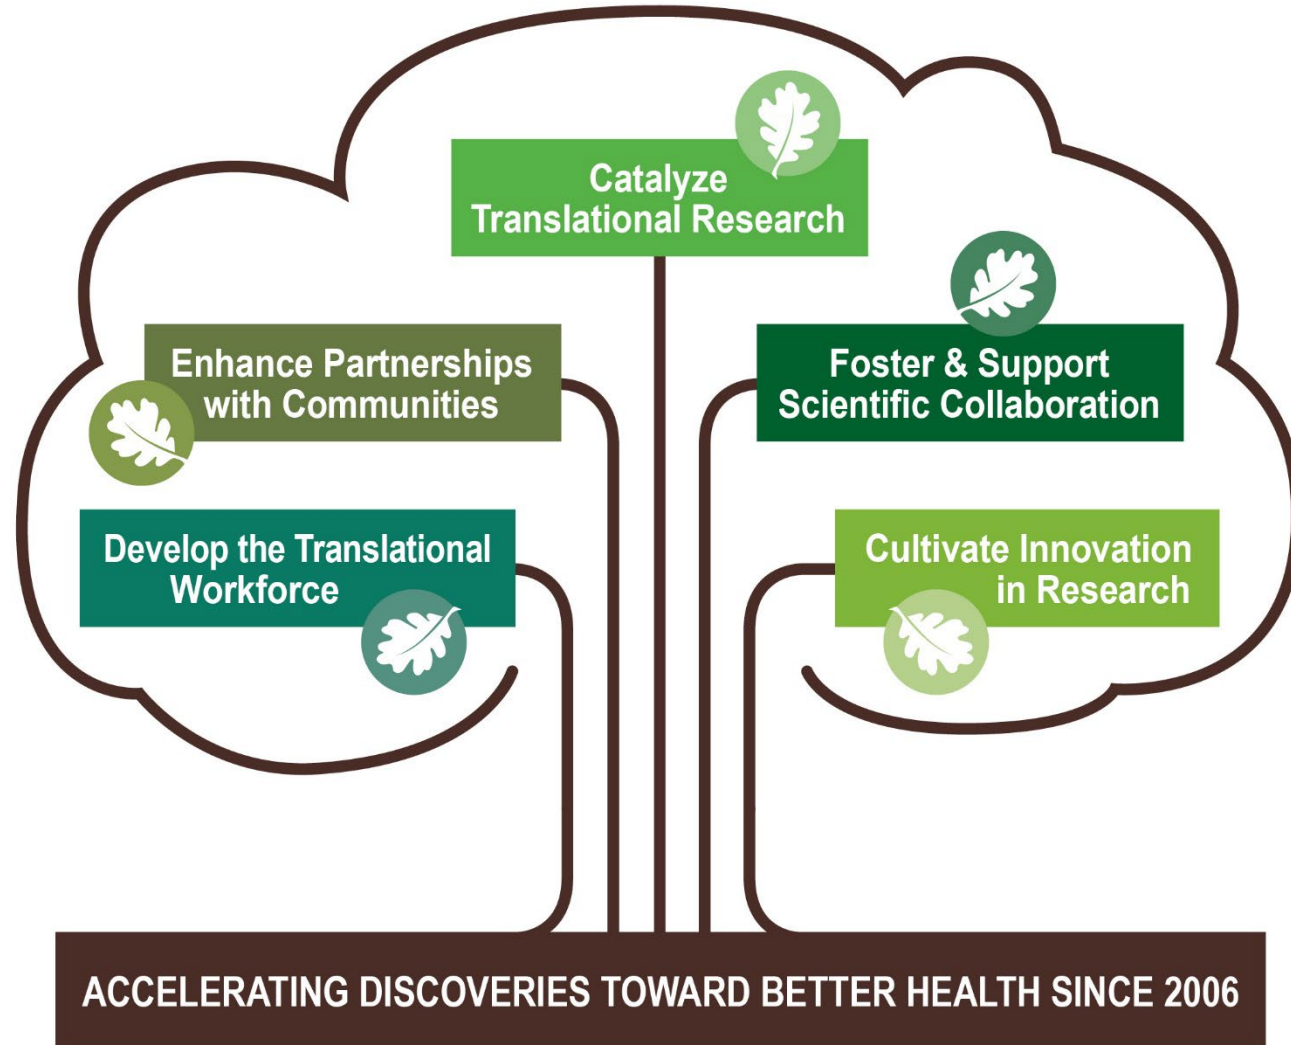 Catalyze
Translational Research
Enhance Partnerships
with Communities
Foster & Support
Scientific Collaboration
Develop the Translational
Workforce
Cultivate Innovation
in Research
ACCELERATING DISCOVERIES TOWARD BETTER HEALTH SINCE 2006